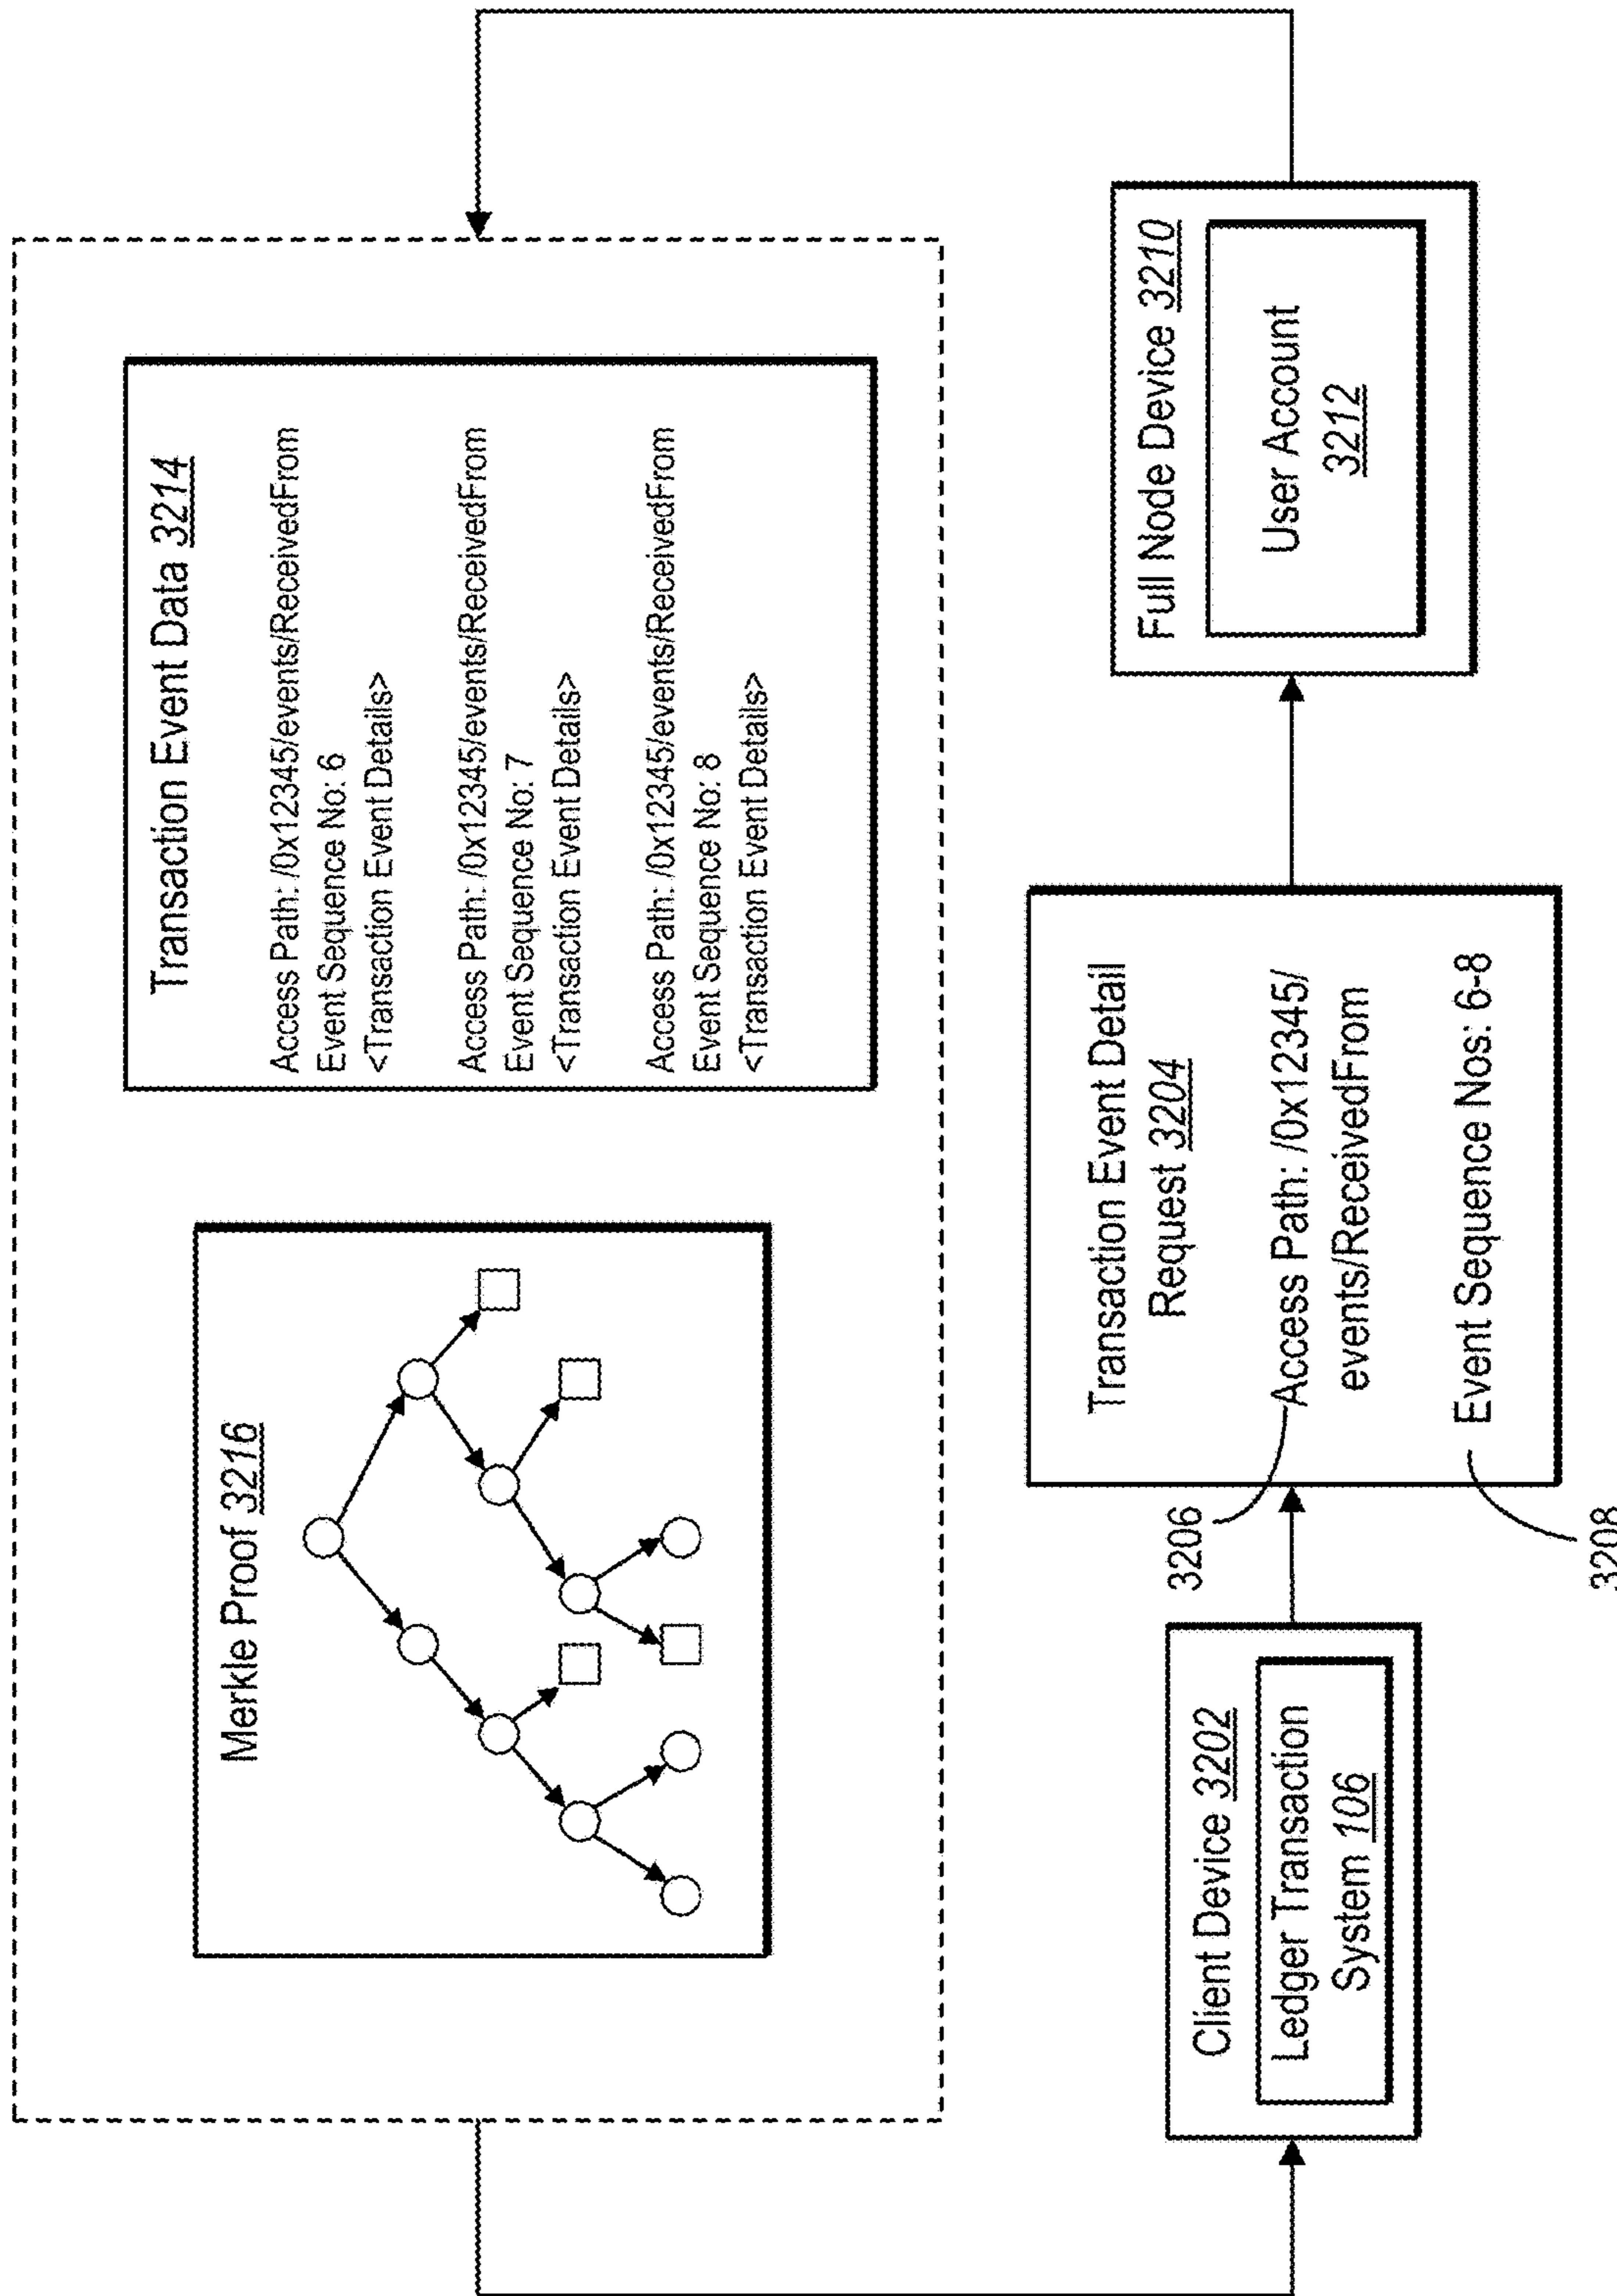 Merkle Proof 3216
Transaction Event Data 3214
Access Path: /0x12345/events/ReceivedFrom
Event Sequence No: 6
<Transaction Event Details>
Access Path: /0x12345/events/ReceivedFrom
Event Sequence No: 7
<Transaction Event Details>
Access Path: /0x12345/events/ReceivedFrom
Event Sequence No: 8
<Transaction Event Details>
Client Device 3202
Ledger Transaction
System 106
3206
3208
Transaction Event Detail
Request 3204
Access Path: /0x12345/
events/ReceivedFrom
Event Sequence Nos: 6-8
Full Node Device 3210
User Account
3212